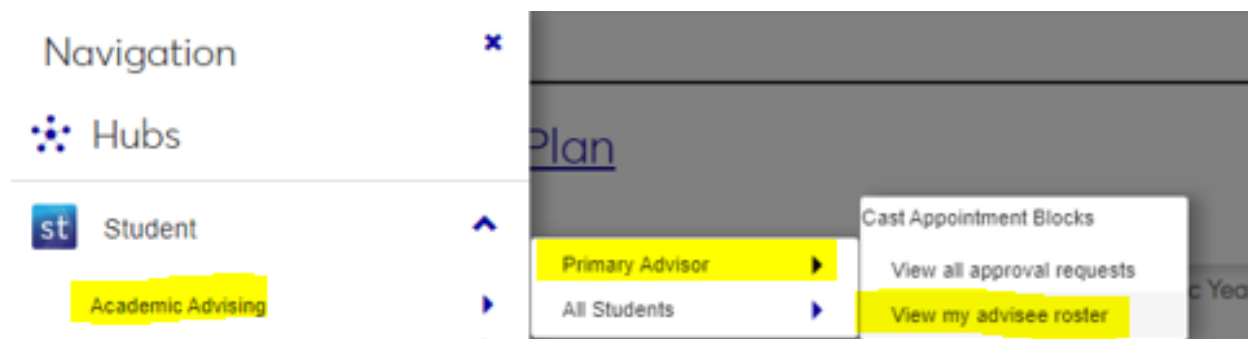 Navigation
Hubs
st Student
Academic Advising
Plan
Primary Advisor
All Students
Cast Appointment Blocks
View all approval requests
View my advisee roster
c Yea